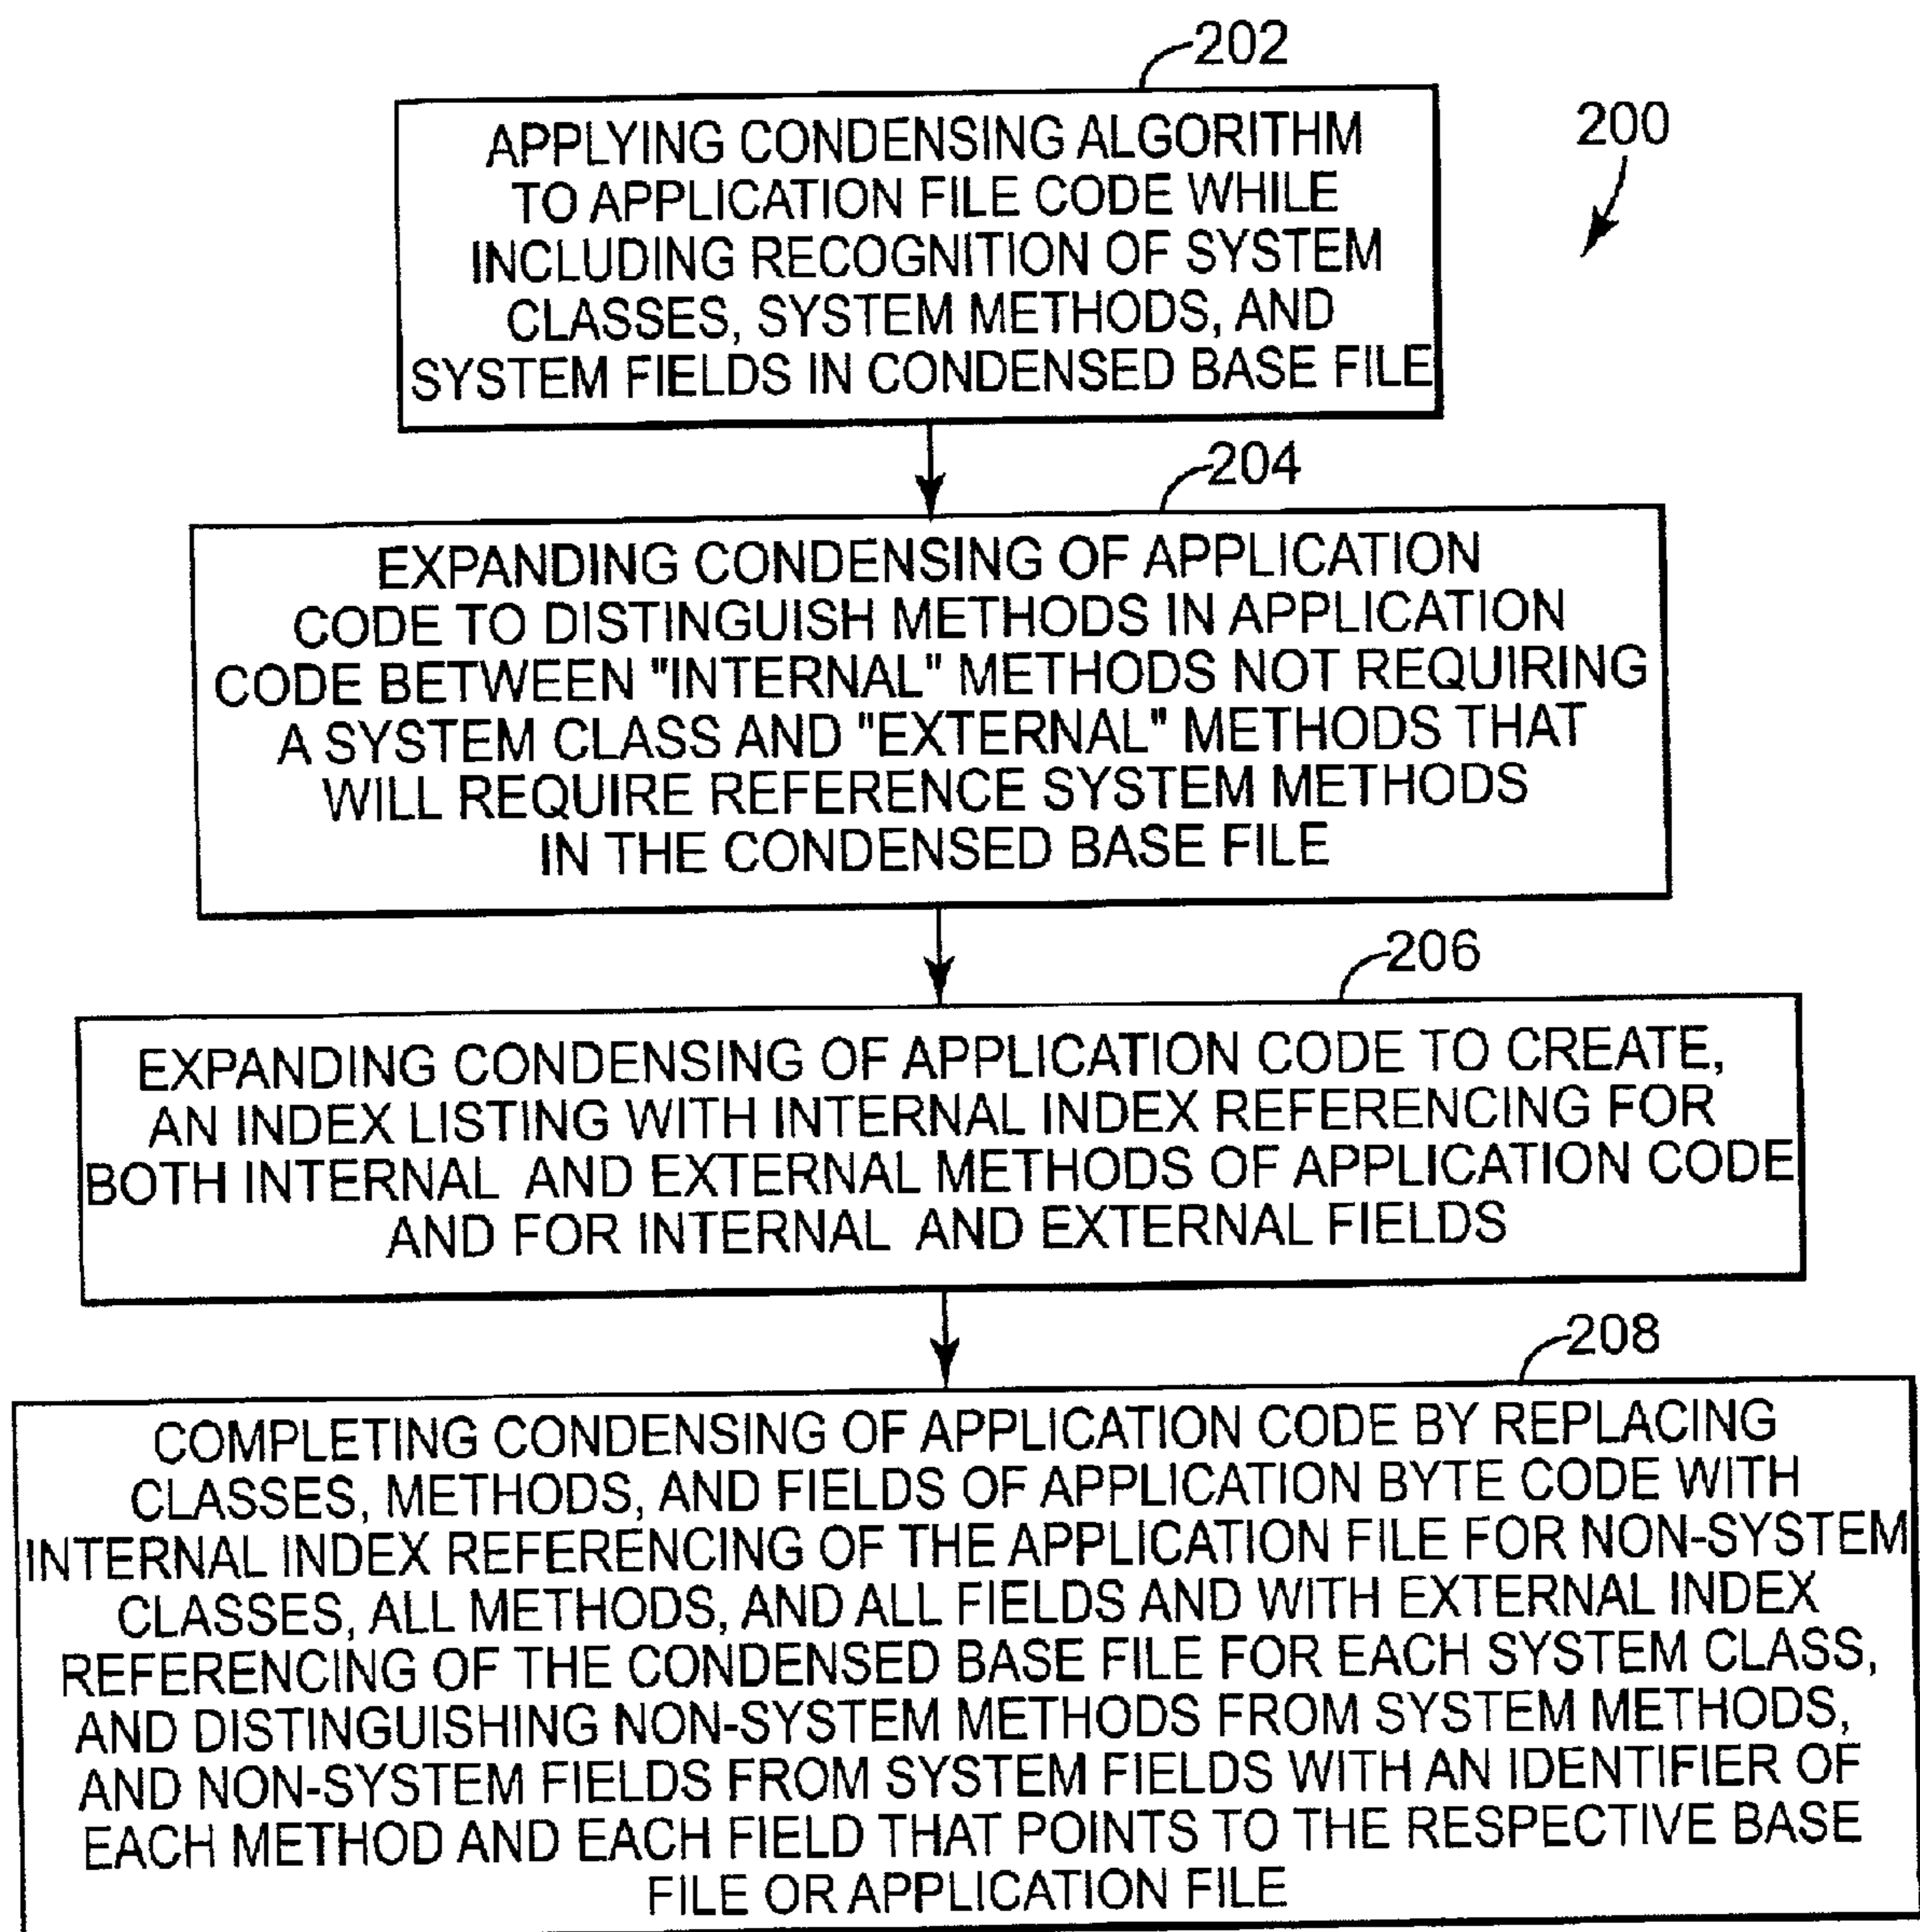 202
200
APPLYING CONDENSING ALGORITHM
TO APPLICATION FILE CODE WHILE
INCLUDING RECOGNITION OF SYSTEM
CLASSES, SYSTEM METHODS, AND
SYSTEM FIELDS IN CONDENSED BASE FILE
204
EXPANDING CONDENSING OF APPLICATION
CODE TO DISTINGUISH METHODS IN APPLICATION
CODE BETWEEN "INTERNAL" METHODS NOT REQUIRING
A SYSTEM CLASS AND "EXTERNAL" METHODS THAT
WILL REQUIRE REFERENCE SYSTEM METHODS
IN THE CONDENSED BASE FILE
206
EXPANDING CONDENSING OF APPLICATION CODE TO CREATE,
AN INDEX LISTING WITH INTERNAL INDEX REFERENCING FOR
BOTH INTERNAL AND EXTERNAL METHODS OF APPLICATION CODE
AND FOR INTERNAL AND EXTERNAL FIELDS
208
COMPLETING CONDENSING OF APPLICATION CODE BY REPLACING
CLASSES, METHODS, AND FIELDS OF APPLICATION BYTE CODE WITH
INTERNAL INDEX REFERENCING OF THE APPLICATION FILE FOR NON-SYSTEM
CLASSES, ALL METHODS, AND ALL FIELDS AND WITH EXTERNAL INDEX
REFERENCING OF THE CONDENSED BASE FILE FOR EACH SYSTEM CLASS,
AND DISTINGUISHING NON-SYSTEM METHODS FROM SYSTEM METHODS,
AND NON-SYSTEM FIELDS FROM SYSTEM FIELDS WITH AN IDENTIFIER OF
EACH METHOD AND EACH FIELD THAT POINTS TO THE RESPECTIVE BASE
FILE OR APPLICATION FILE